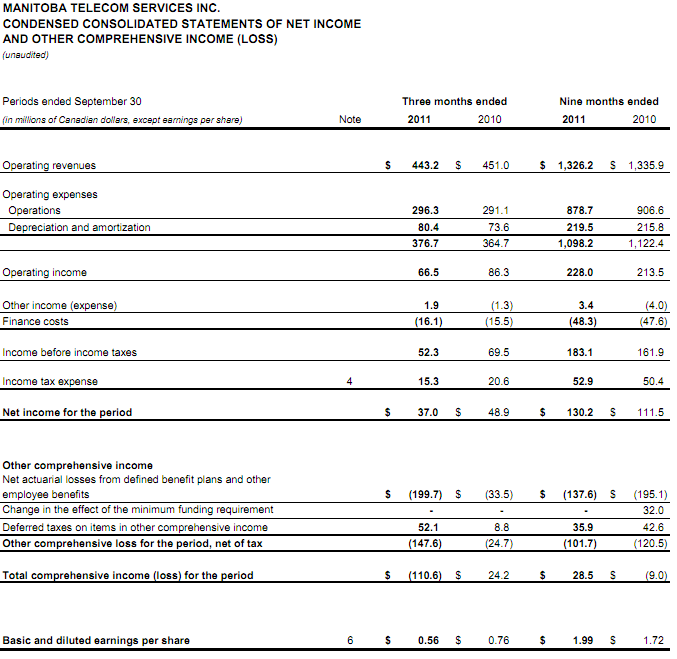 MANITOBA TELECOM SERVICES INC.
CONDENSED CONSOLIDATED STATEMENTS OF NET INCOME
AND OTHER COMPREHENSIVE INCOME (LOSS)
(unaudited)
Periods ended September 30 Three months ended Nine months ended
(in millions of Canadian dollars, except earnings per share) Note 2011 2010 2011 2010
Operating revenues $ 443.2 $ 451.0 $ 1,326.2 $ 1,335.9
Operating expenses
Operations 296.3 291.1 878.7 906.6
Depreciation and amortization 80.4 73.6 219.5 215.8
376.7 364.7 1,098.2 1,122.4
Operating income 66.5 86.3 228.0 213.5
Other income (expense) 1.9 (1.3) 3.4 (4.0)
Finance costs (16.1) (15.5) (48.3) (47.6)
Income before income taxes 52.3 69.5 183.1 161.9
Income tax expense 4 15.3 20.6 52.9 50.4
Net income for the period $ 37.0 $ 48.9 $ 130.2 $ 111.5
Other comprehensive income
Net actuarial losses from defined benefit plans and other
employee benefits $ (199.7) $ (33.5) $ (137.6) $ (195.1)
Change in the effect of the minimum funding requirement - - - 32.0
Deferred taxes on items in other comprehensive income 52.1 8.8 35.9 42.6
Other comprehensive loss for the period, net of tax (147.6) (24.7) (101.7) (120.5)
Total comprehensive income (loss) for the period $ (110.6) $ 24.2 $ 28.5 $ (9.0)
Basic and diluted earnings per share 6 $ 0.56 $ 0.76 $ 1.99 $ 1.72